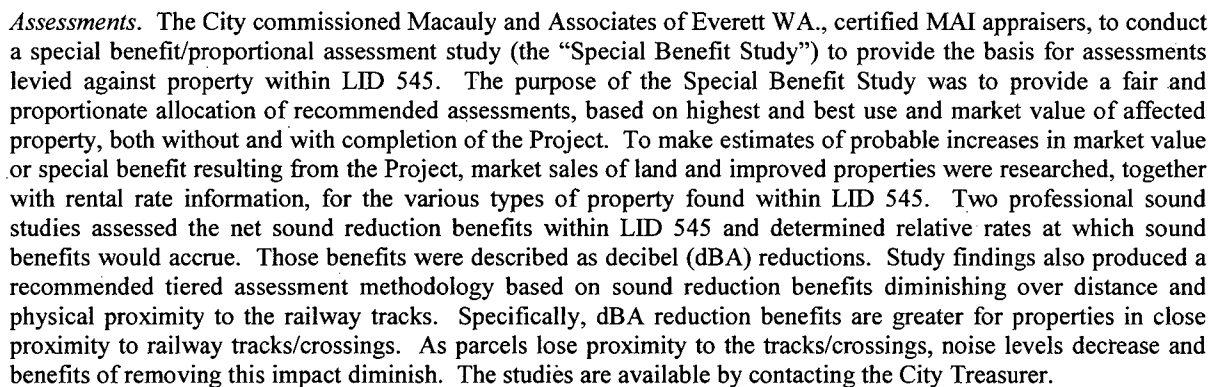 Assessments. The City commissioned Macauly and Associates of Everett WA., certified MAI appraisers, to conduct
a special benefit/proportional assessment study (the “Special Benefit Study”) to provide the basis for assessments
levied against property within LID 545. The purpose of the Special Benefit Study was to provide a fair and
proportionate allocation of recommended assessments, based on highest and best use and market value of affected
property, both without and with completion of the Project. To make estimates of probable increases in market value
or special benefit resulting from the Project, market sales of land and improved properties were researched, together
with rental rate information, for the various types of property found within LID 545. Two professional sound
studies assessed the net sound reduction benefits within LID 545 and determined relative rates at which sound
benefits would accrue. Those benefits were described as decibel (dBA) reductions. Study findings also produced a
recommended tiered assessment methodology based on sound reduction benefits diminishing over distance and
physical proximity to the railway tracks. Specifically, dBA reduction benefits are greater for properties in close
proximity to railway tracks/crossings. As parcels lose proximity to the tracks/crossings, noise levels decrease and
benefits of removing this impact diminish. The studies are available by contacting the City Treasurer.